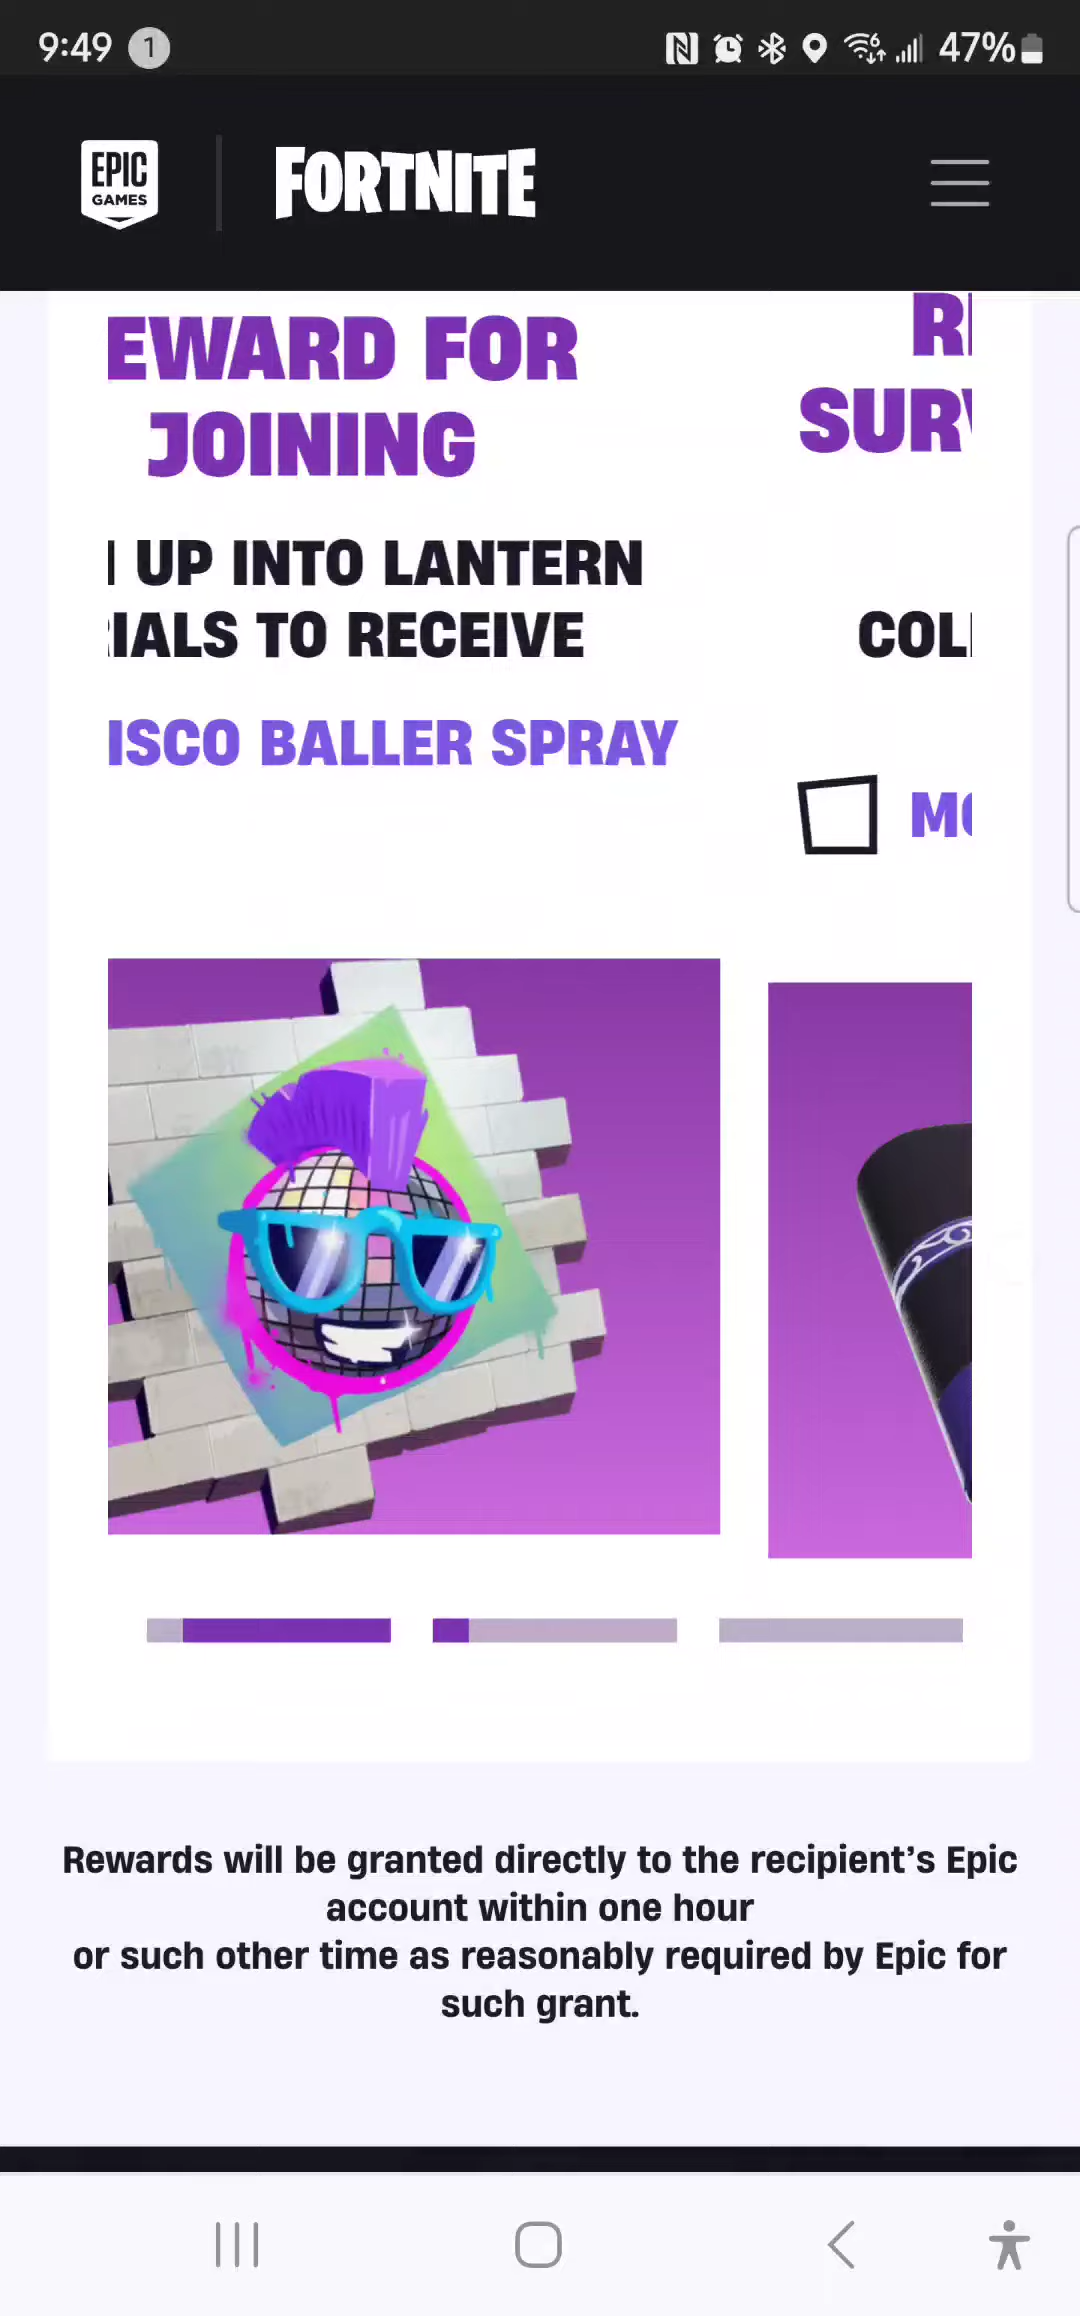 9:49 1 47%
EPIC
GAMES
FORTNITE
EWARD FOR
JOINING
UP INTO LANTERN
IALS TO RECEIVE
ISCO BALLER SPRAY
R
SUR
COL
MO
Rewards will be granted directly to the recipient’s Epic
account within one hour
or such other time as reasonably required by Epic for
such grant.